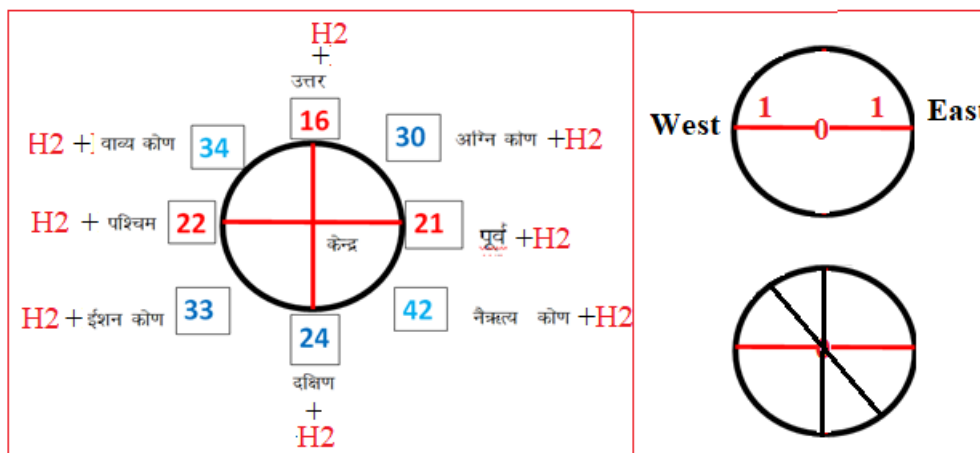 H2
+
उत्तर
16
H2 + वाव्य कोण 34
30 अग्नि कोण +H2
H2 + पश्चिम 22
21 पूर्व +H2
केन्द्र
H2 + ईशन कोण 33
42 नैऋत्य कोण +H2
24
दक्षिण
+
H2
West 1 0 1 East